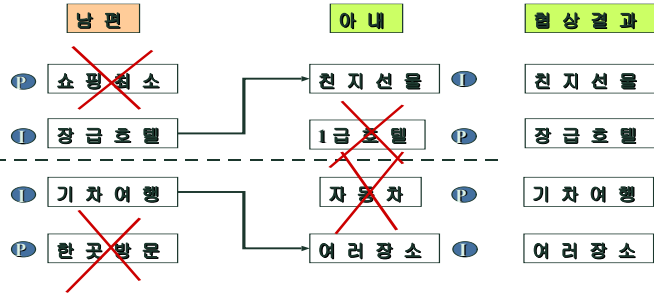 남편 아내 협상결과
P 쇼핑최소 친지선물 I 친지선물
I 장급호텔 1급호텔 P 장급호텔
I 기차여행 자동차 P 기차여행
P 한곳방문 여러장소 I 여러장소